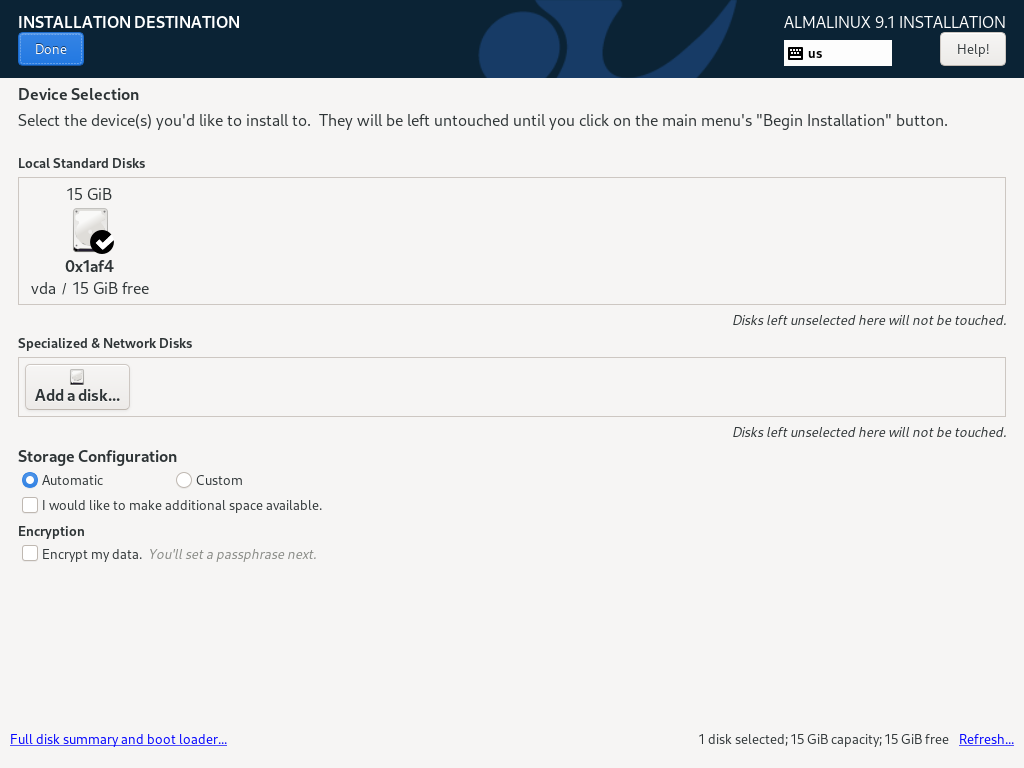 INSTALLATION DESTINATION
ALMALINUX 9.1 INSTALLATION
Done
us
Help!
Device Selection
Select the device(s) you'd like to install to.  They will be left untouched until you click on the main menu's "Begin Installation" button.
Local Standard Disks
15 GiB
0x1af4
vda / 15 GiB free
Disks left unselected here will not be touched.
Specialized & Network Disks
Add a disk...
Disks left unselected here will not be touched.
Storage Configuration
Automatic
Custom
I would like to make additional space available.
Encryption
Encrypt my data. You'll set a passphrase next.
Full disk summary and boot loader...
1 disk selected; 15 GiB capacity; 15 GiB free
Refresh...